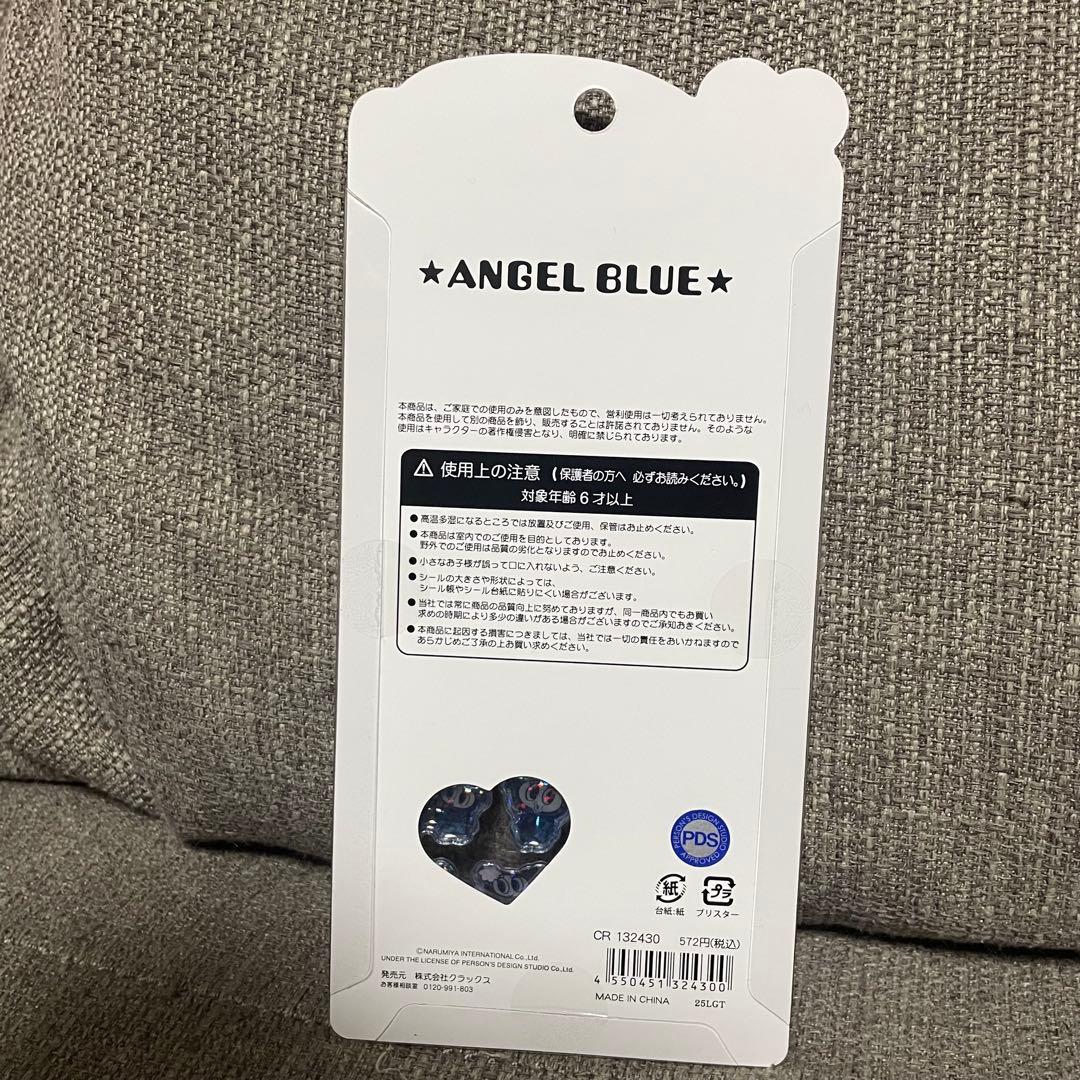 ★ANGEL BLUE★
本商品は、ご家庭での使用のみを意図したもので、営利使用は一切考えられておりません。
本商品を使用して別の商品を飾り、販売することは許諾されておりません。そのような
使用はキャラクターの著作権侵害となり、明確に禁じられております。
⚠ 使用上の注意 (保護者の方へ 必ずお読みください。)
対象年齢6才以上
●高温多湿になるところでは放置及びご使用、保管はお止めください。
●本商品は室内でのご使用を目的としております。
野外でのご使用は品質の劣化となりますのでお止めください。
●小さなお子様が誤って口に入れないよう、ご注意ください。
●シールの大きさや形状によっては、
シール帳やシール台紙に貼りにくい場合がございます。
●当社では常に商品の品質向上に努めておりますが、同一商品内でもお買い
求めの時期により多少の違いがある場合がございますのでご承知おきください。
●本商品に起因する損害につきましては、当社では一切の責任をおいかねますので
あらかじめご了承の上お買い求めください。
PERSON'S DESIGN STUDIO
PDS
APPROVED
紙 プラ
台紙:紙 ブリスター
CR 132430 572円(税込)
©NARUMIYA INTERNATIONAL Co.,Ltd.
UNDER THE LICENSE OF PERSON'S DESIGN STUDIO Co.,Ltd.
発売元 株式会社クラックス
お客様相談室 0120-991-803
4 550451 324300
MADE IN CHINA 25LGT